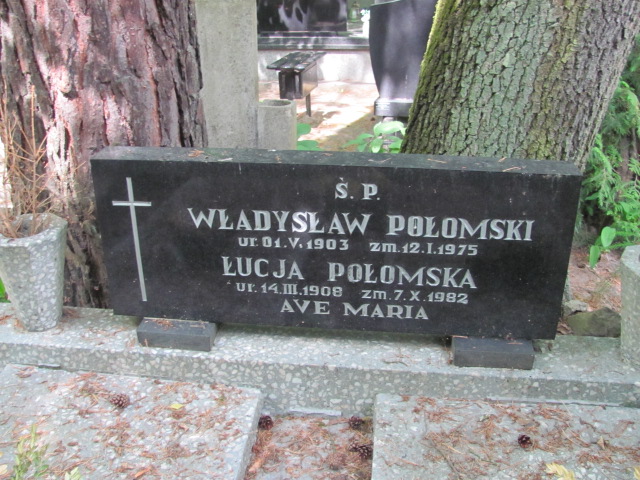 Ś. P.
WŁADYSŁAW POŁOMSKI
ur. 01. V. 1903 zm. 12. I. 1975
ŁUCJA POŁOMSKA
ur. 14. III. 1908 zm. 7. X. 1982
AVE MARIA